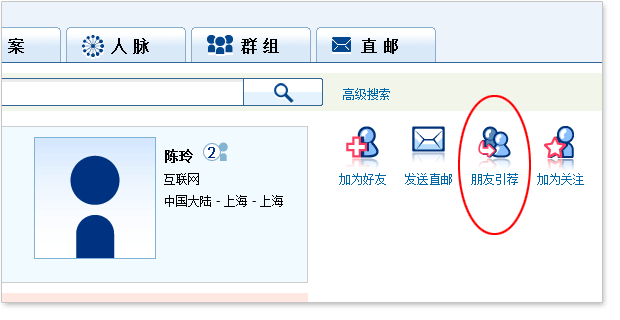 案 人脉 群组 直邮
高级搜索
陈玲 2
互联网
中国大陆 - 上海 - 上海
加为好友 发送直邮 朋友引荐 加为关注